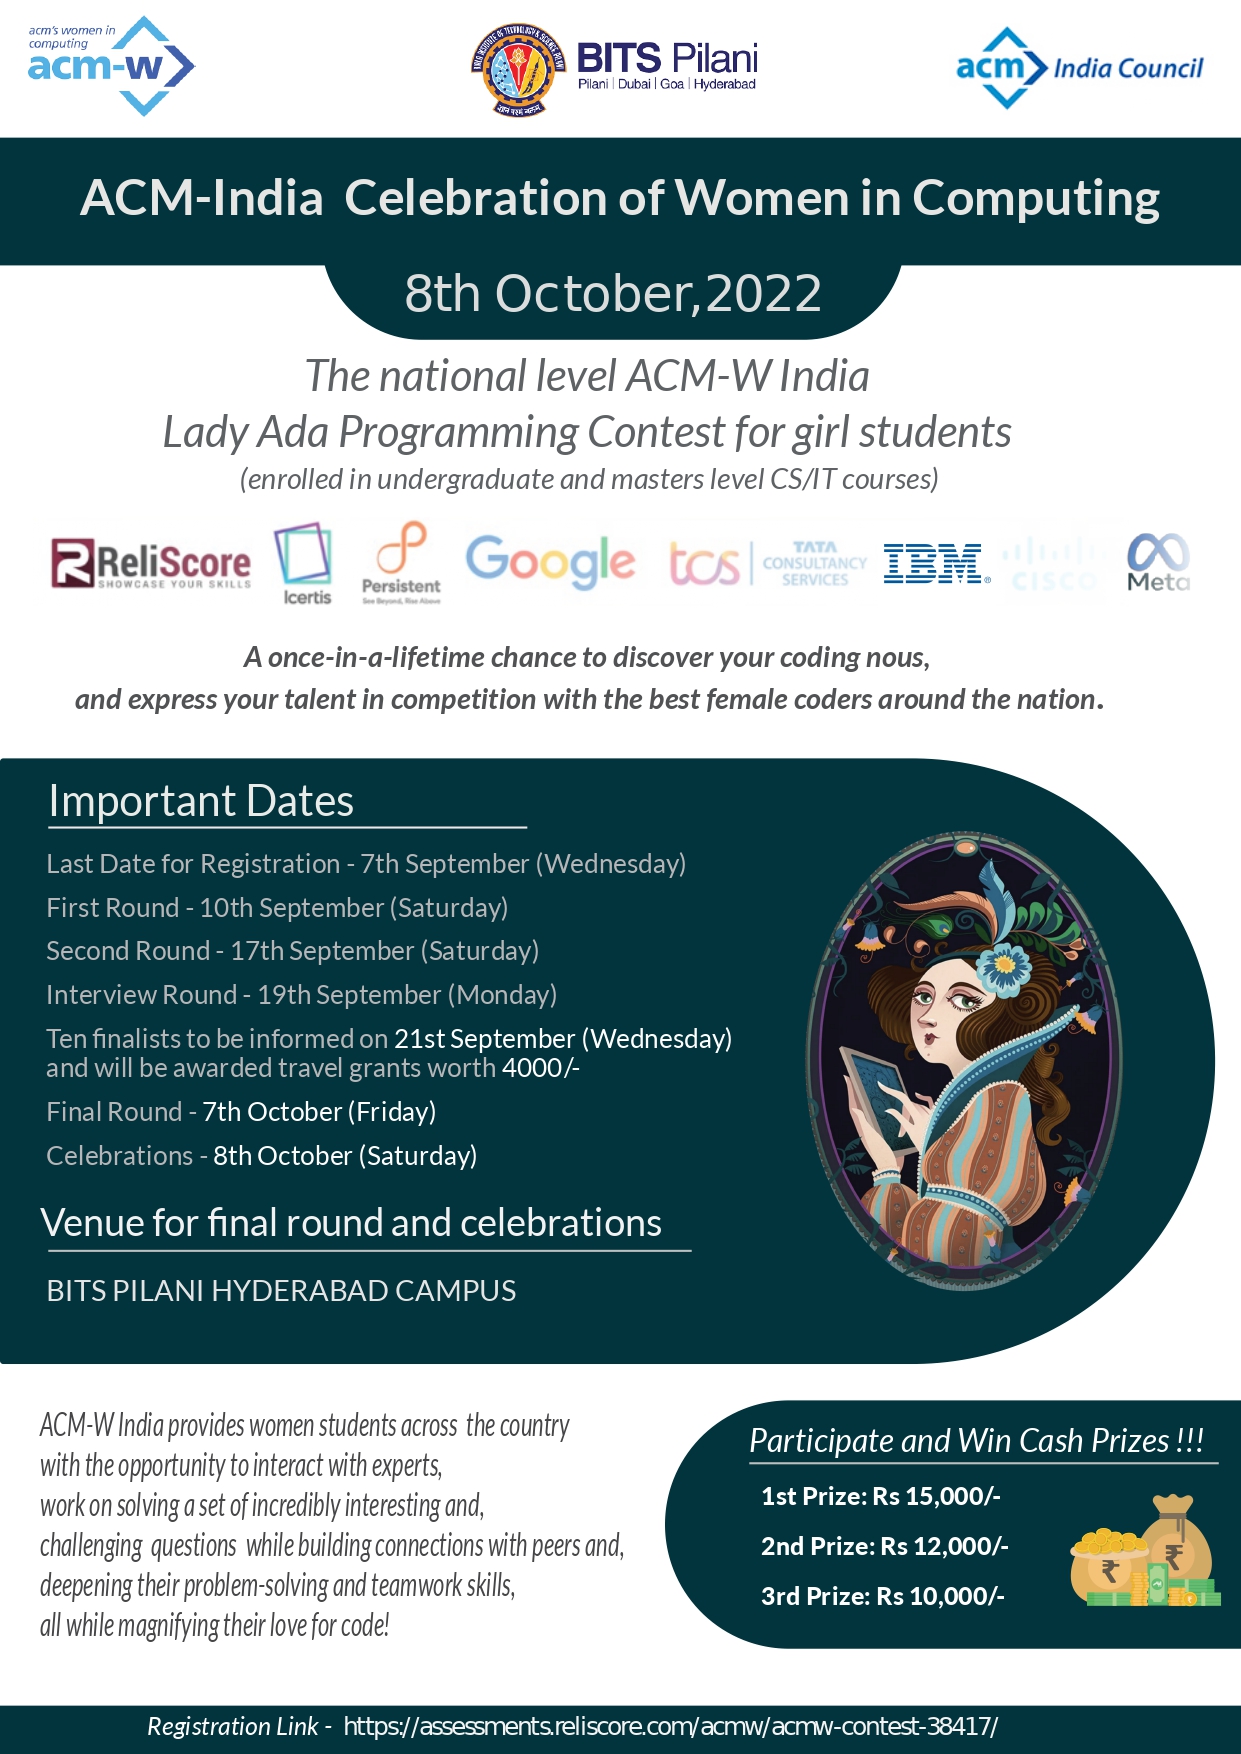 acm's women in
computing
acm-w
BITS Pilani
Pilani | Dubai | Goa | Hyderabad
acm India Council
ACM-India Celebration of Women in Computing
8th October,2022
The national level ACM-W India
Lady Ada Programming Contest for girl students
(enrolled in undergraduate and masters level CS/IT courses)
ReliScore
SHOWCASE YOUR SKILLS
Icertis
Persistent
See Beyond, Rise Above
Google
tcs
TATA
CONSULTANCY
SERVICES
IBM
CISCO
Meta
A once-in-a-lifetime chance to discover your coding nous,
and express your talent in competition with the best female coders around the nation.
Important Dates
Last Date for Registration - 7th September (Wednesday)
First Round - 10th September (Saturday)
Second Round - 17th September (Saturday)
Interview Round - 19th September (Monday)
Ten finalists to be informed on 21st September (Wednesday)
and will be awarded travel grants worth 4000/-
Final Round - 7th October (Friday)
Celebrations - 8th October (Saturday)
Venue for final round and celebrations
BITS PILANI HYDERABAD CAMPUS
ACM-W India provides women students across the country
with the opportunity to interact with experts,
work on solving a set of incredibly interesting and,
challenging questions while building connections with peers and,
deepening their problem-solving and teamwork skills,
all while magnifying their love for code!
Participate and Win Cash Prizes !!!
1st Prize: Rs 15,000/-
2nd Prize: Rs 12,000/-
3rd Prize: Rs 10,000/-
₹
₹
Registration Link - https://assessments.reliscore.com/acmw/acmw-contest-38417/